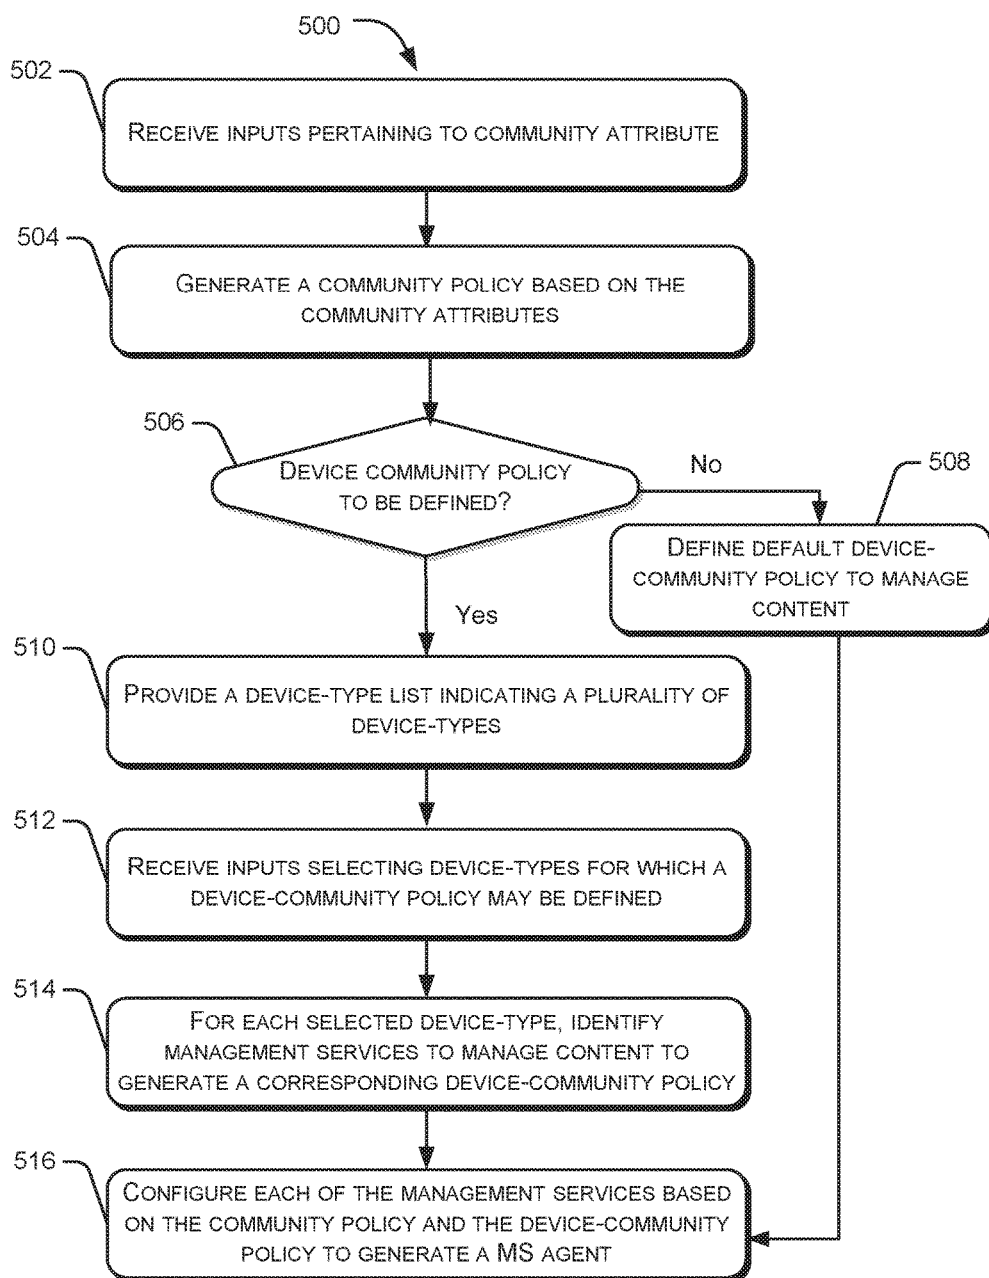 500
502
RECEIVE INPUTS PERTAINING TO COMMUNITY ATTRIBUTE
504
GENERATE A COMMUNITY POLICY BASED ON THE
COMMUNITY ATTRIBUTES
506
DEVICE COMMUNITY POLICY
TO BE DEFINED?
No
508
DEFINE DEFAULT DEVICE-
COMMUNITY POLICY TO MANAGE
CONTENT
Yes
510
PROVIDE A DEVICE-TYPE LIST INDICATING A PLURALITY OF
DEVICE-TYPES
512
RECEIVE INPUTS SELECTING DEVICE-TYPES FOR WHICH A
DEVICE-COMMUNITY POLICY MAY BE DEFINED
514
FOR EACH SELECTED DEVICE-TYPE, IDENTIFY
MANAGEMENT SERVICES TO MANAGE CONTENT TO
GENERATE A CORRESPONDING DEVICE-COMMUNITY POLICY
516
CONFIGURE EACH OF THE MANAGEMENT SERVICES BASED
ON THE COMMUNITY POLICY AND THE DEVICE-COMMUNITY
POLICY TO GENERATE A MS AGENT